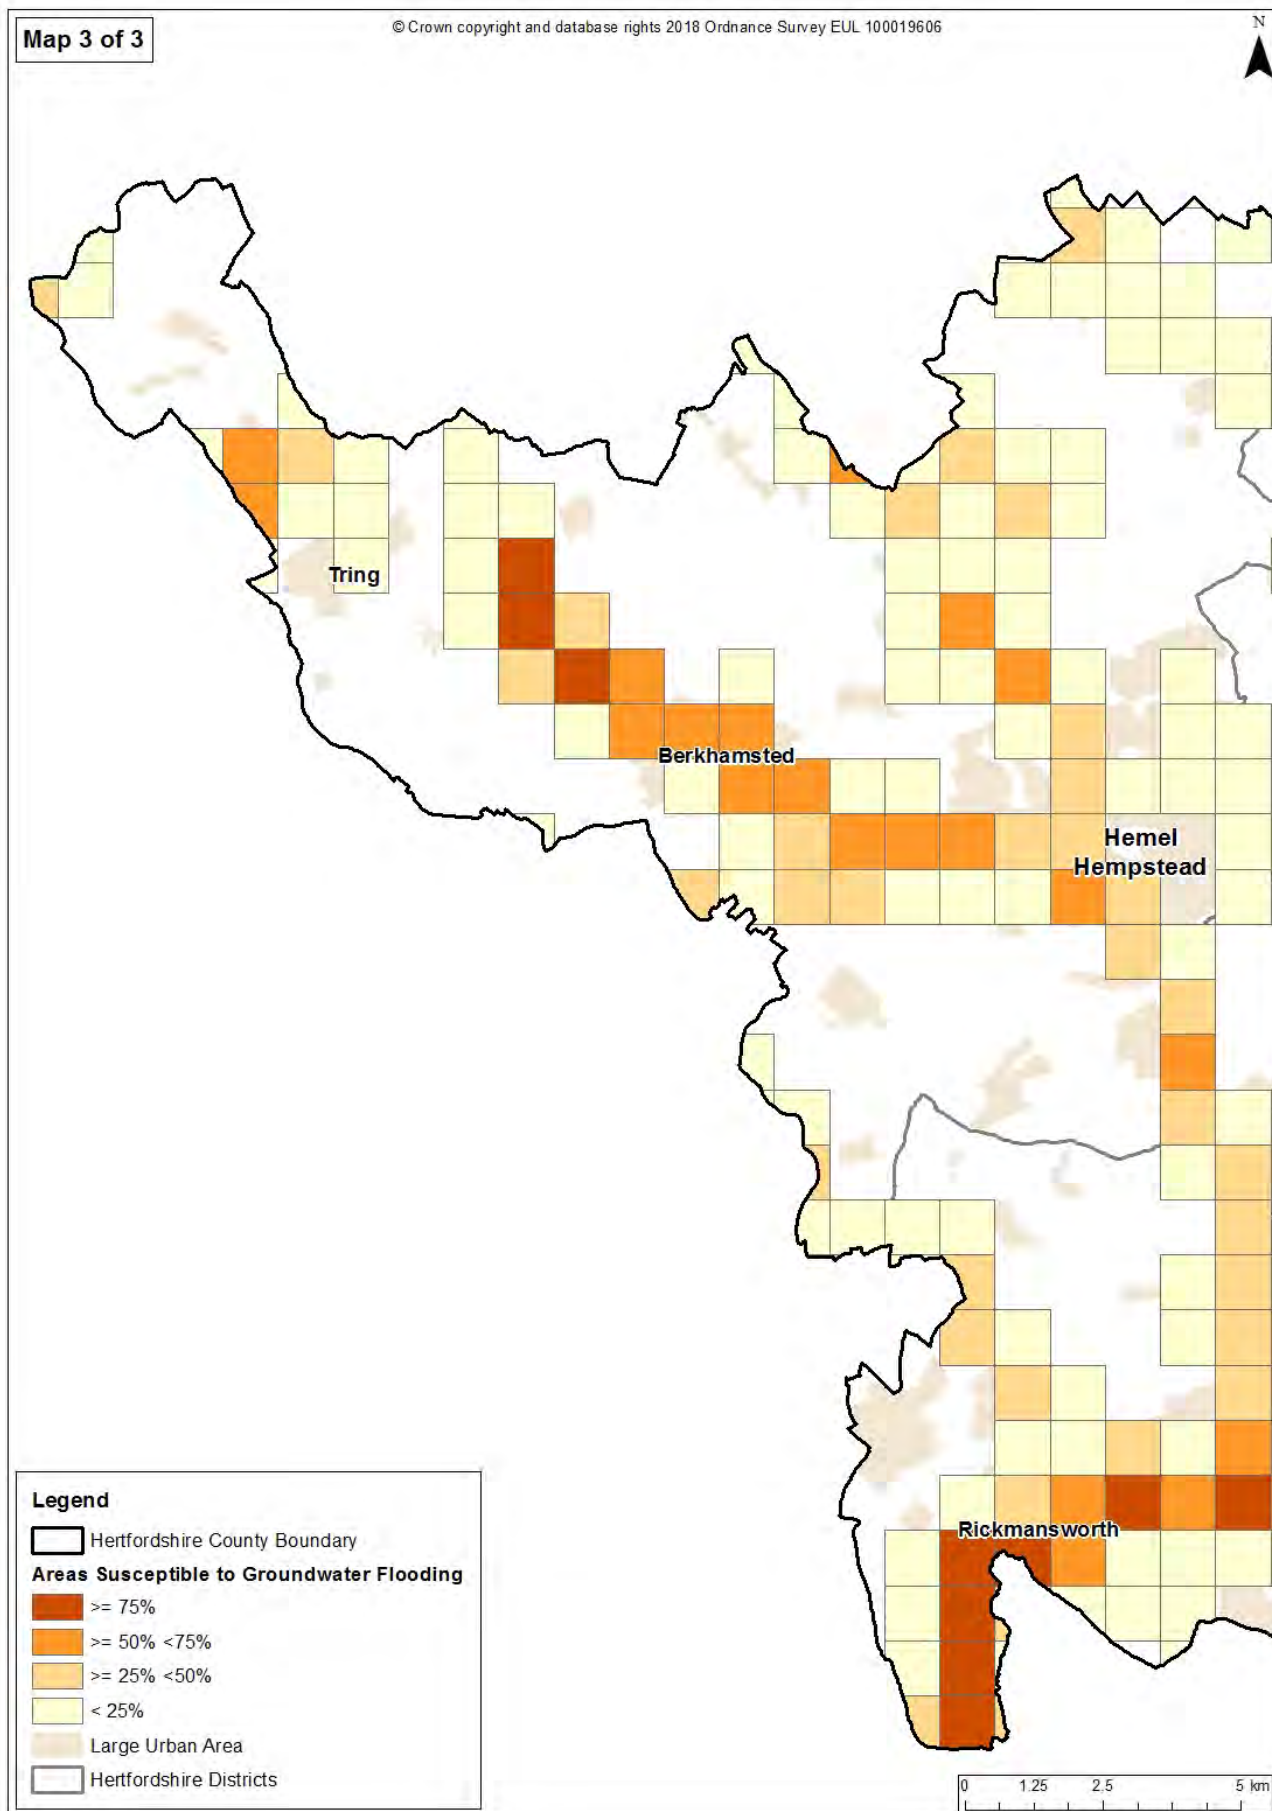 Map 3 of 3
© Crown copyright and database rights 2018 Ordnance Survey EUL 100019606
N
Tring
Berkhamsted
Hemel
Hempstead
Rickmansworth
Legend
Hertfordshire County Boundary
Areas Susceptible to Groundwater Flooding
>= 75%
>= 50% <75%
>= 25% <50%
< 25%
Large Urban Area
Hertfordshire Districts
0 1.25 2.5 5 km